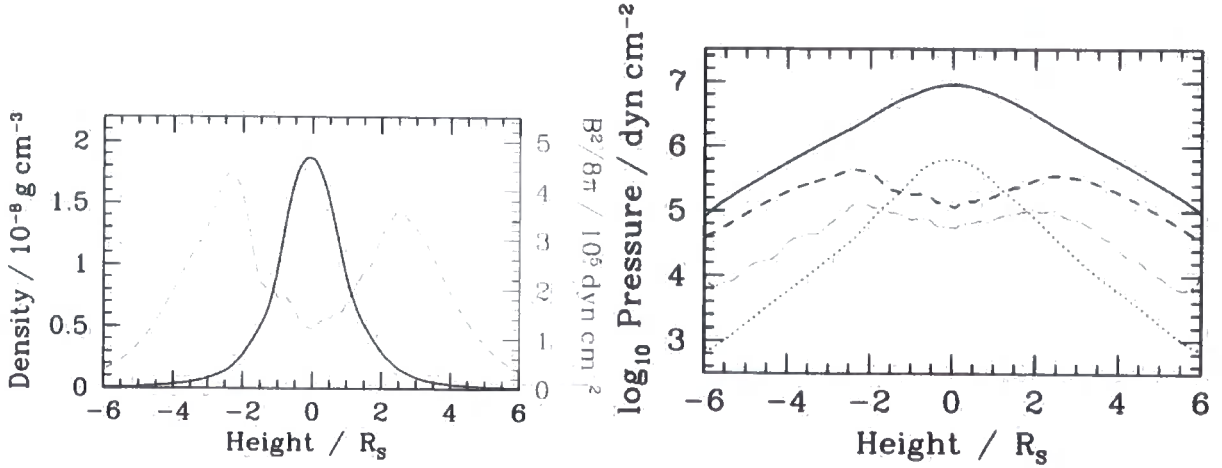 Density / 10⁻⁸ g cm⁻³
2
1.5
1
0.5
0
−6 −4 −2 0 2 4 6
Height / Rₛ
5
4
3
2
1
0
B²/8π / 10⁵ dyn cm⁻²
log₁₀ Pressure / dyn cm⁻²
7
6
5
4
3
−6 −4 −2 0 2 4 6
Height / Rₛ